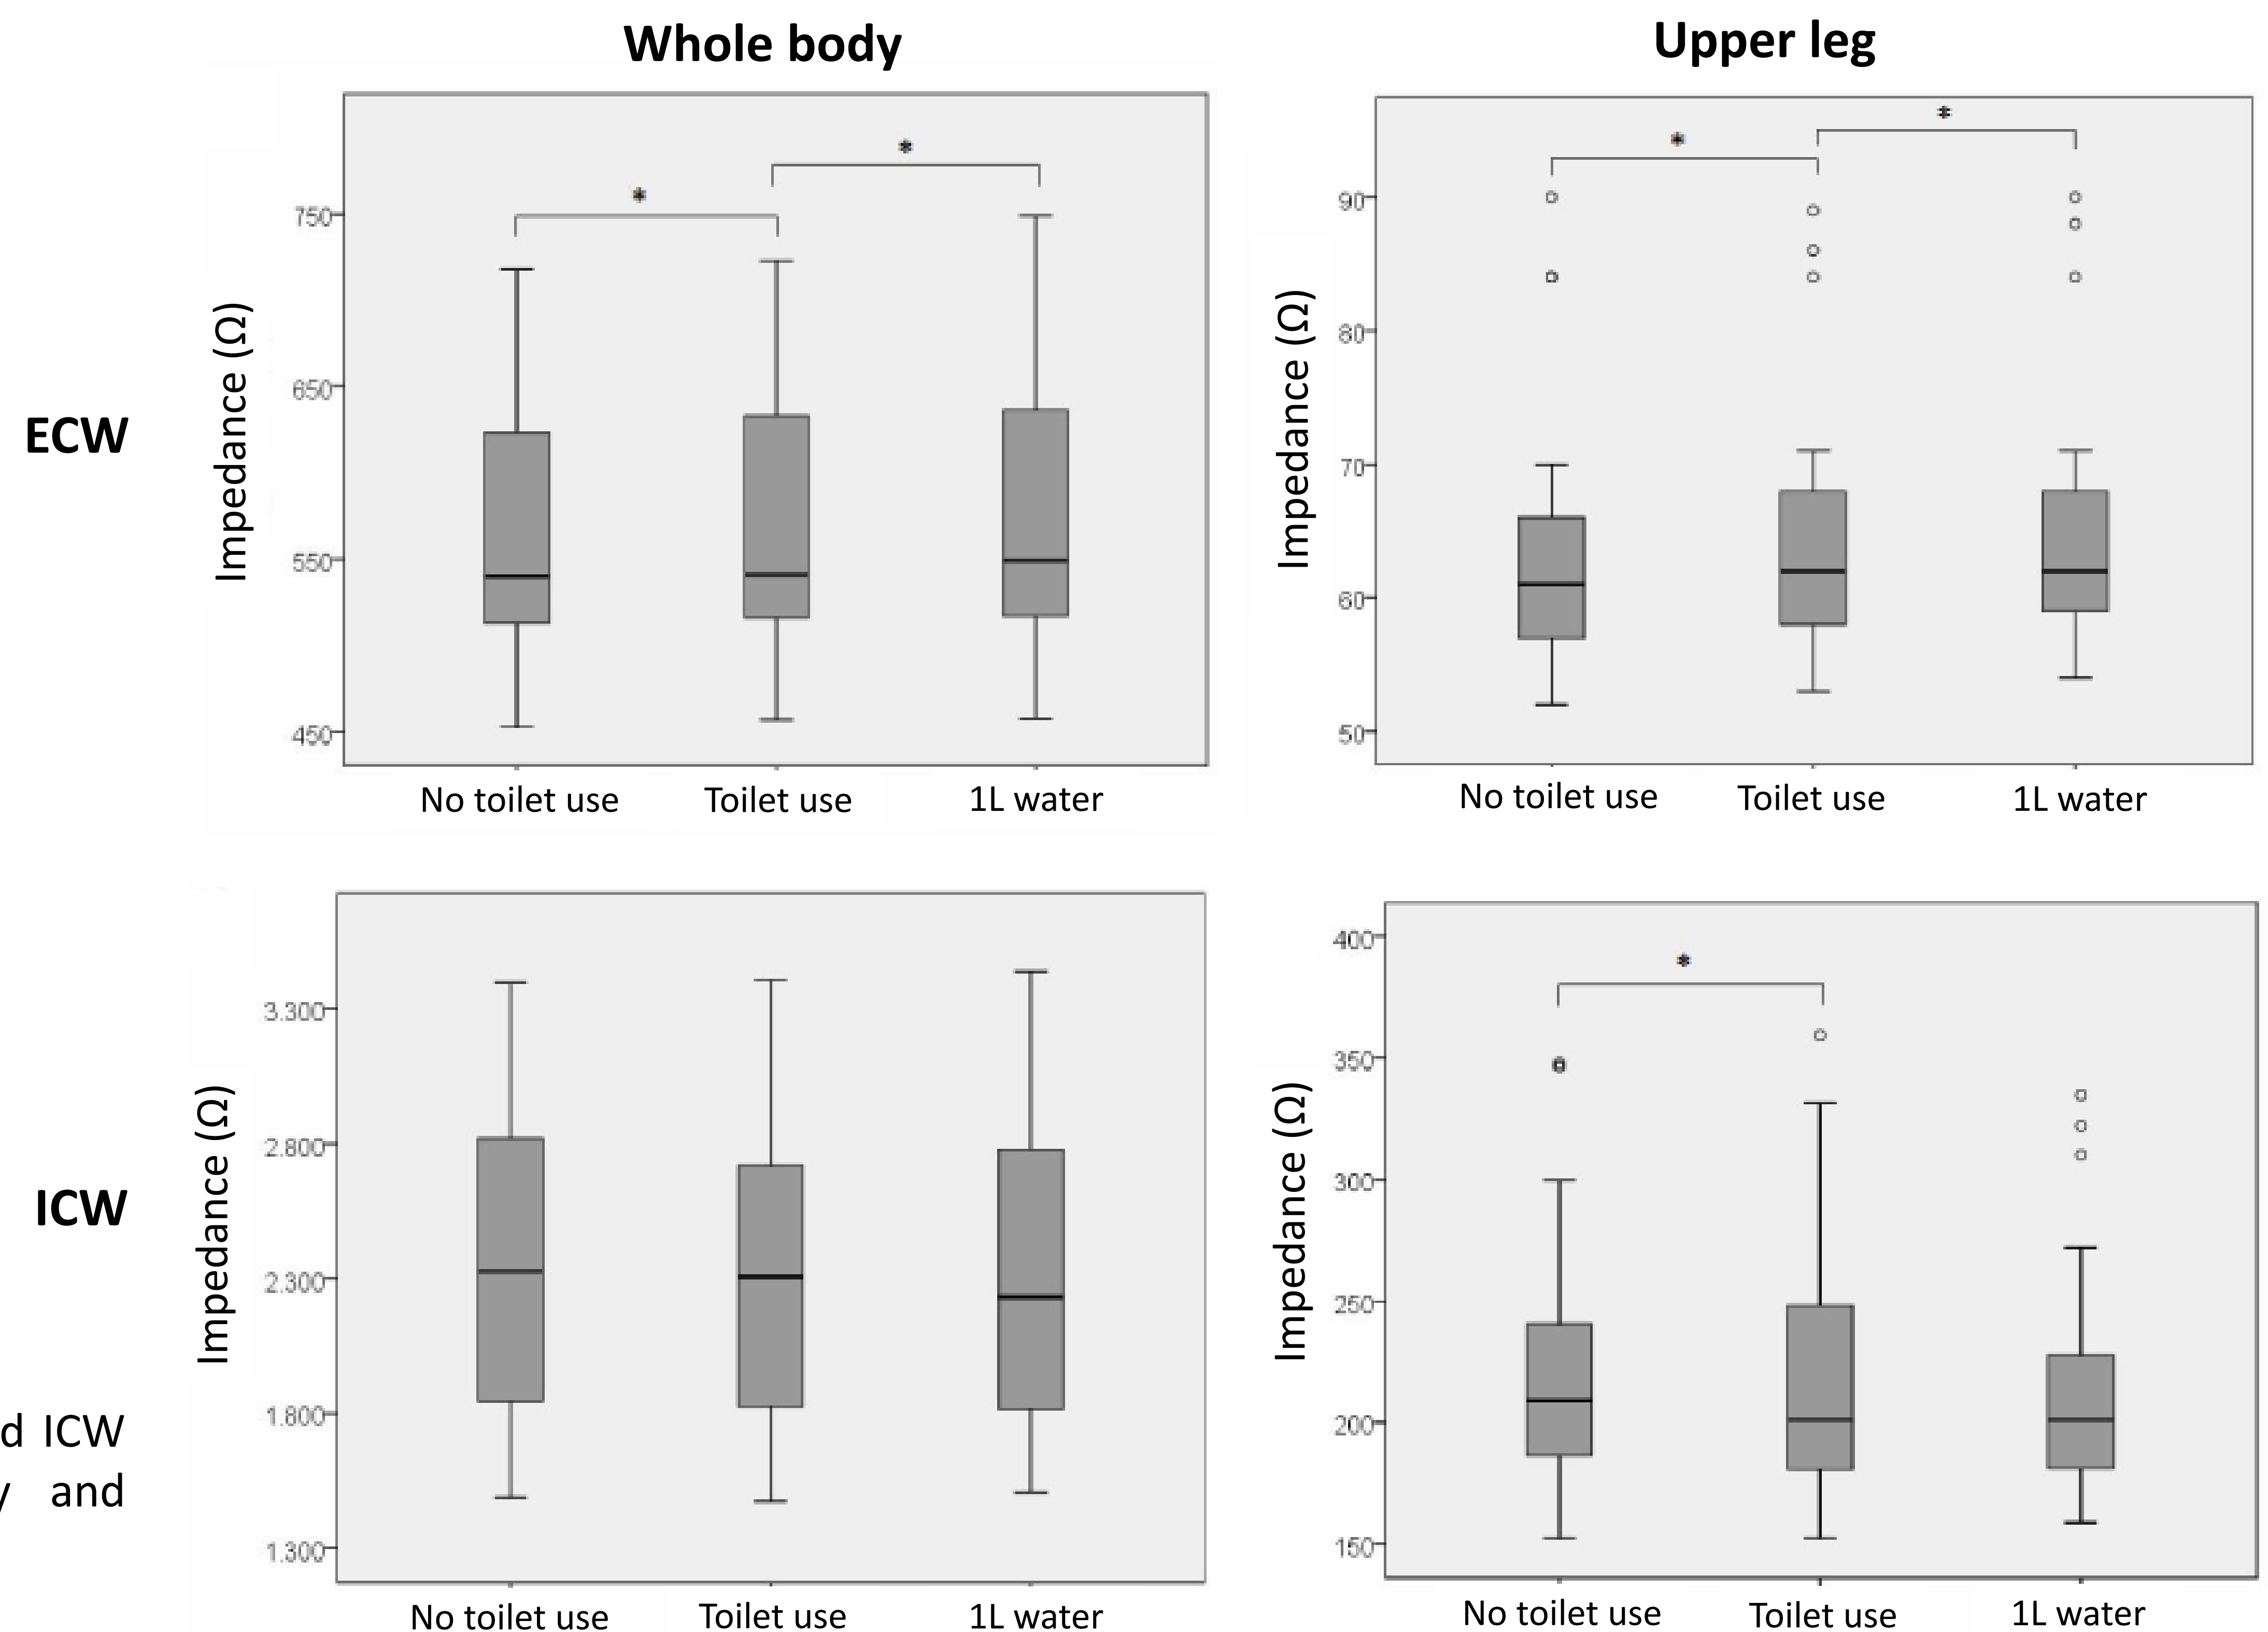 Whole body
Upper leg
ECW
Impedance (Ω)
750
650
550
450
*
*
No toilet use
Toilet use
1L water
Impedance (Ω)
90
80
70
60
50
*
*
No toilet use
Toilet use
1L water
ICW
d ICW
and
Impedance (Ω)
3.300
2.800
2.300
1.800
1.300
No toilet use
Toilet use
1L water
Impedance (Ω)
400
350
300
250
200
150
*
No toilet use
Toilet use
1L water